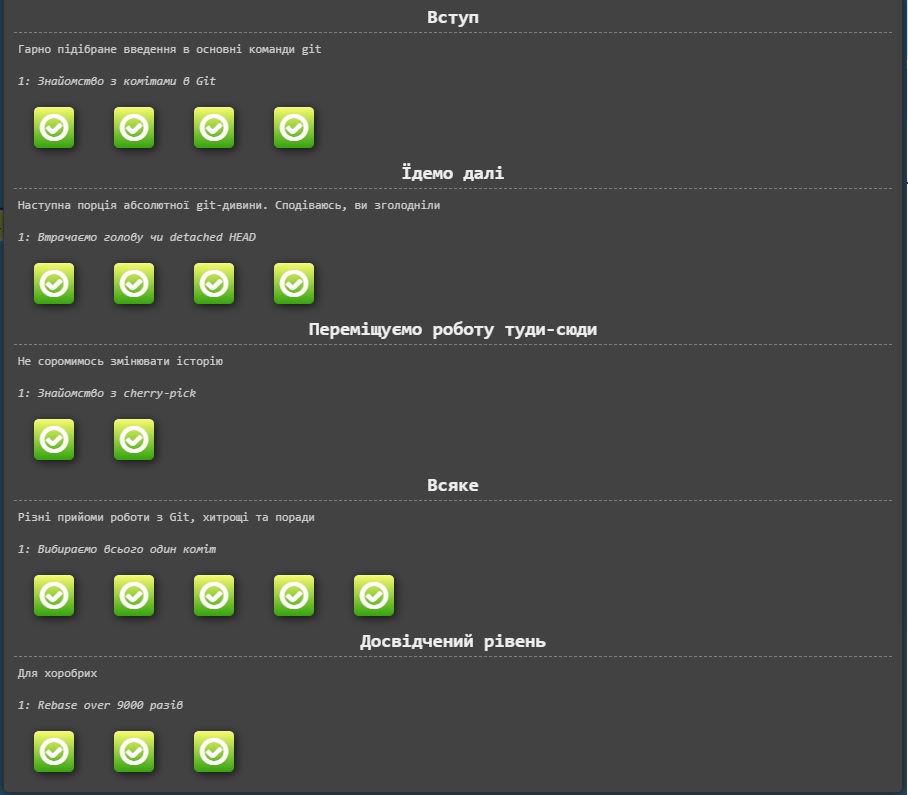 Вступ
Гарно підібране введення в основні команди git
1: Знайомство з комітами в Git
Їдемо далі
Наступна порція абсолютної git-дивини. Сподіваюсь, ви зголодніли
1: Втрачаємо голову чи detached HEAD
Переміщуємо роботу туди-сюди
Не соромимось змінювати історію
1: Знайомство з cherry-pick
Всяке
Різні прийоми роботи з Git, хитрощі та поради
1: Вибираємо всього один коміт
Досвідчений рівень
Для хоробрих
1: Rebase over 9000 разів